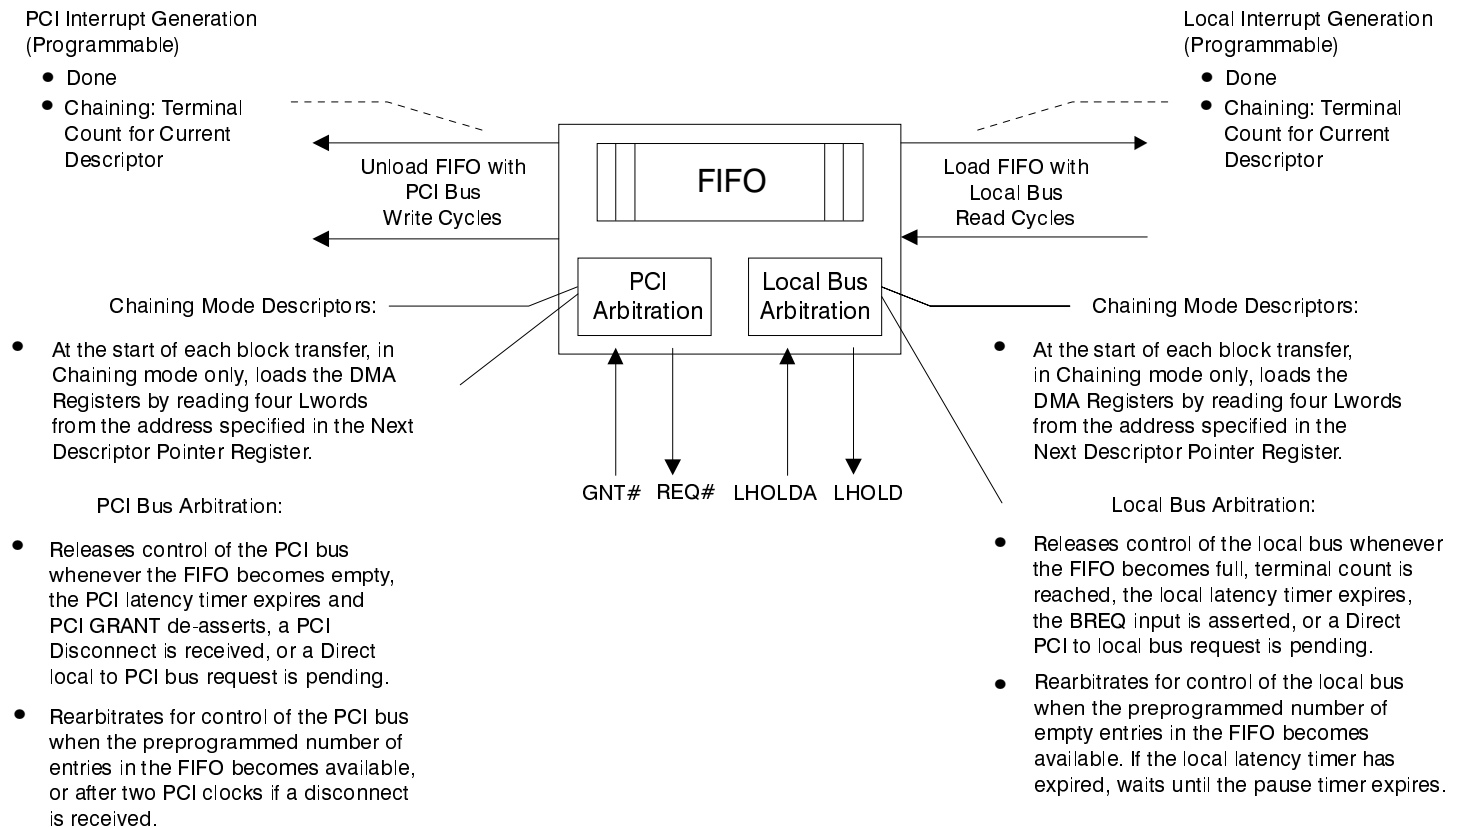 PCI Interrupt Generation
(Programmable)
● Done
● Chaining: Terminal
Count for Current
Descriptor
Unload FIFO with
PCI Bus
Write Cycles
FIFO
Load FIFO with
Local Bus
Read Cycles
Local Interrupt Generation
(Programmable)
● Done
● Chaining: Terminal
Count for Current
Descriptor
PCI
Arbitration
Local Bus
Arbitration
GNT#
REQ#
LHOLDA
LHOLD
Chaining Mode Descriptors:
● At the start of each block transfer, in
Chaining mode only, loads the DMA
Registers by reading four Lwords
from the address specified in the Next
Descriptor Pointer Register.
PCI Bus Arbitration:
● Releases control of the PCI bus
whenever the FIFO becomes empty,
the PCI latency timer expires and
PCI GRANT de-asserts, a PCI
Disconnect is received, or a Direct
local to PCI bus request is pending.
● Rearbitrates for control of the PCI bus
when the preprogrammed number of
entries in the FIFO becomes available,
or after two PCI clocks if a disconnect
is received.
Chaining Mode Descriptors:
● At the start of each block transfer,
in Chaining mode only, loads the
DMA Registers by reading four Lwords
from the address specified in the
Next Descriptor Pointer Register.
Local Bus Arbitration:
● Releases control of the local bus whenever
the FIFO becomes full, terminal count is
reached, the local latency timer expires,
the BREQ input is asserted, or a Direct
PCI to local bus request is pending.
● Rearbitrates for control of the local bus
when the preprogrammed number of
empty entries in the FIFO becomes
available. If the local latency timer has
expired, waits until the pause timer expires.